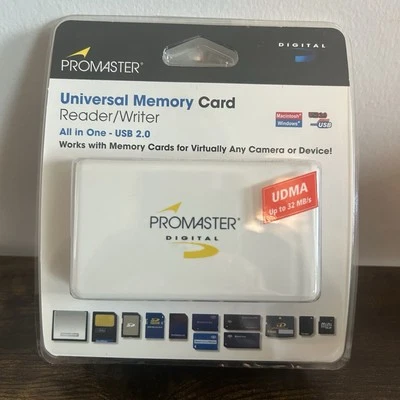 PROMASTER®
DIGITAL
Universal Memory Card
Reader/Writer
All in One - USB 2.0
Macintosh®
Windows®
USB
Works with Memory Cards for Virtually Any Camera or Device!
UDMA
Up to 32 MB/s
PROMASTER®
DIGITAL